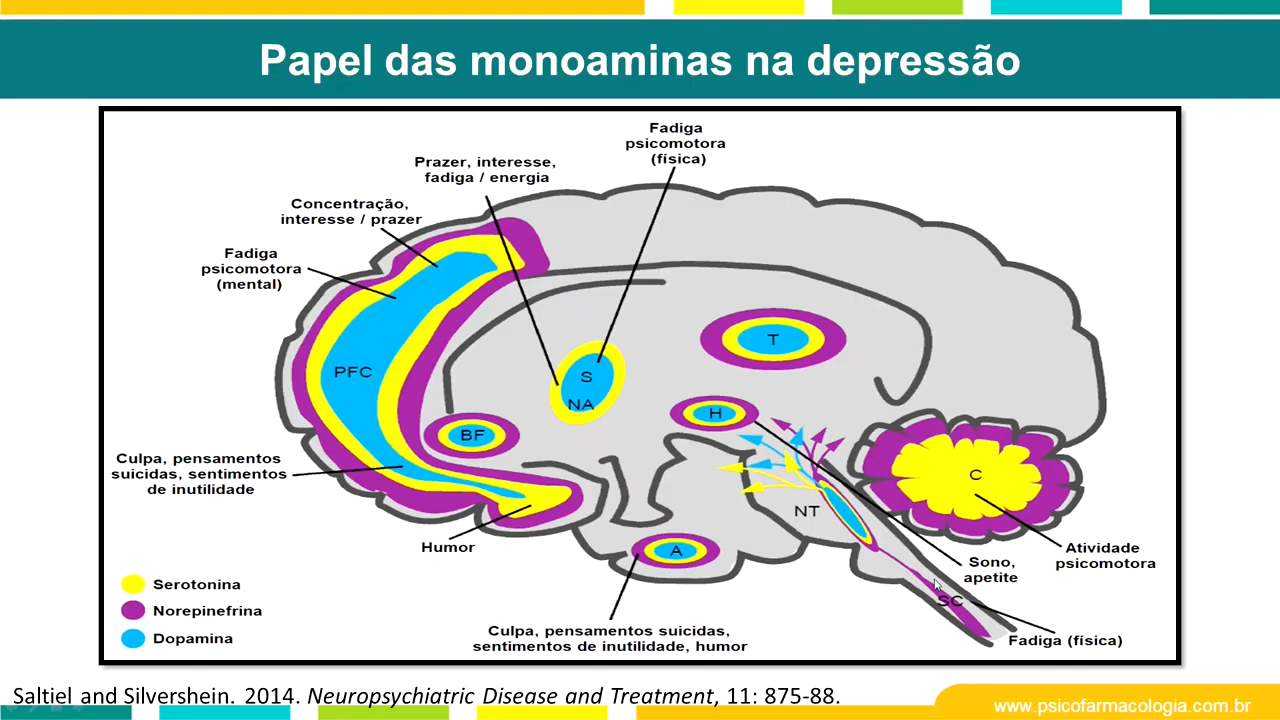 Papel das monoaminas na depressão
Fadiga
psicomotora
(física)
Prazer, interesse,
fadiga / energia
Concentração,
interesse / prazer
Fadiga
psicomotora
(mental)
T
PFC
S
NA
H
BF
C
Culpa, pensamentos
suicidas, sentimentos
de inutilidade
NT
Humor
A
Atividade
psicomotora
Sono,
apetite
SC
Serotonina
Norepinefrina
Dopamina
Culpa, pensamentos suicidas,
sentimentos de inutilidade, humor
Fadiga (física)
Saltiel and Silvershein. 2014. Neuropsychiatric Disease and Treatment, 11: 875-88.
www.psicofarmacologia.com.br